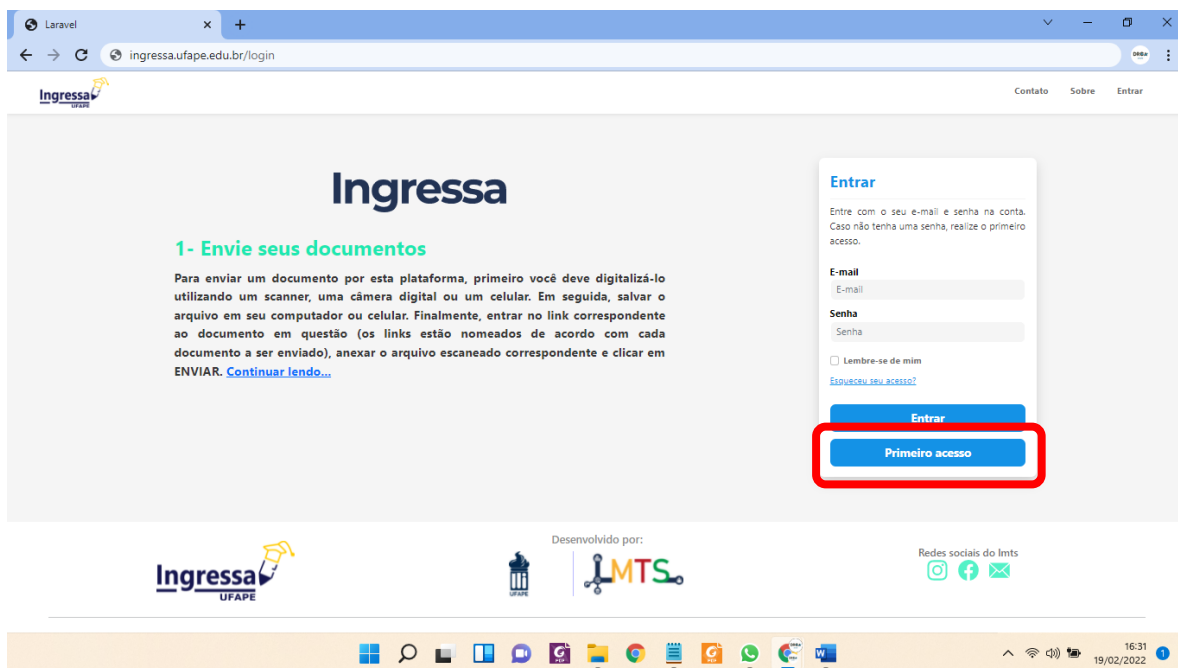 Laravel
ingressa.ufape.edu.br/login
Ingressa
UFAPE
Contato Sobre Entrar
Ingressa
1- Envie seus documentos
Para enviar um documento por esta plataforma, primeiro você deve digitalizá-lo
utilizando um scanner, uma câmera digital ou um celular. Em seguida, salvar o
arquivo em seu computador ou celular. Finalmente, entrar no link correspondente
ao documento em questão (os links estão nomeados de acordo com cada
documento a ser enviado), anexar o arquivo escaneado correspondente e clicar em
ENVIAR. Continuar lendo...
Entrar
Entre com o seu e-mail e senha na conta.
Caso não tenha uma senha, realize o primeiro
acesso.
E-mail
E-mail
Senha
Senha
Lembre-se de mim
Esqueceu seu acesso?
Entrar
Primeiro acesso
Ingressa
UFAPE
Desenvolvido por:
UFAPE
LMTS
Redes sociais do lmts
16:31
19/02/2022
1